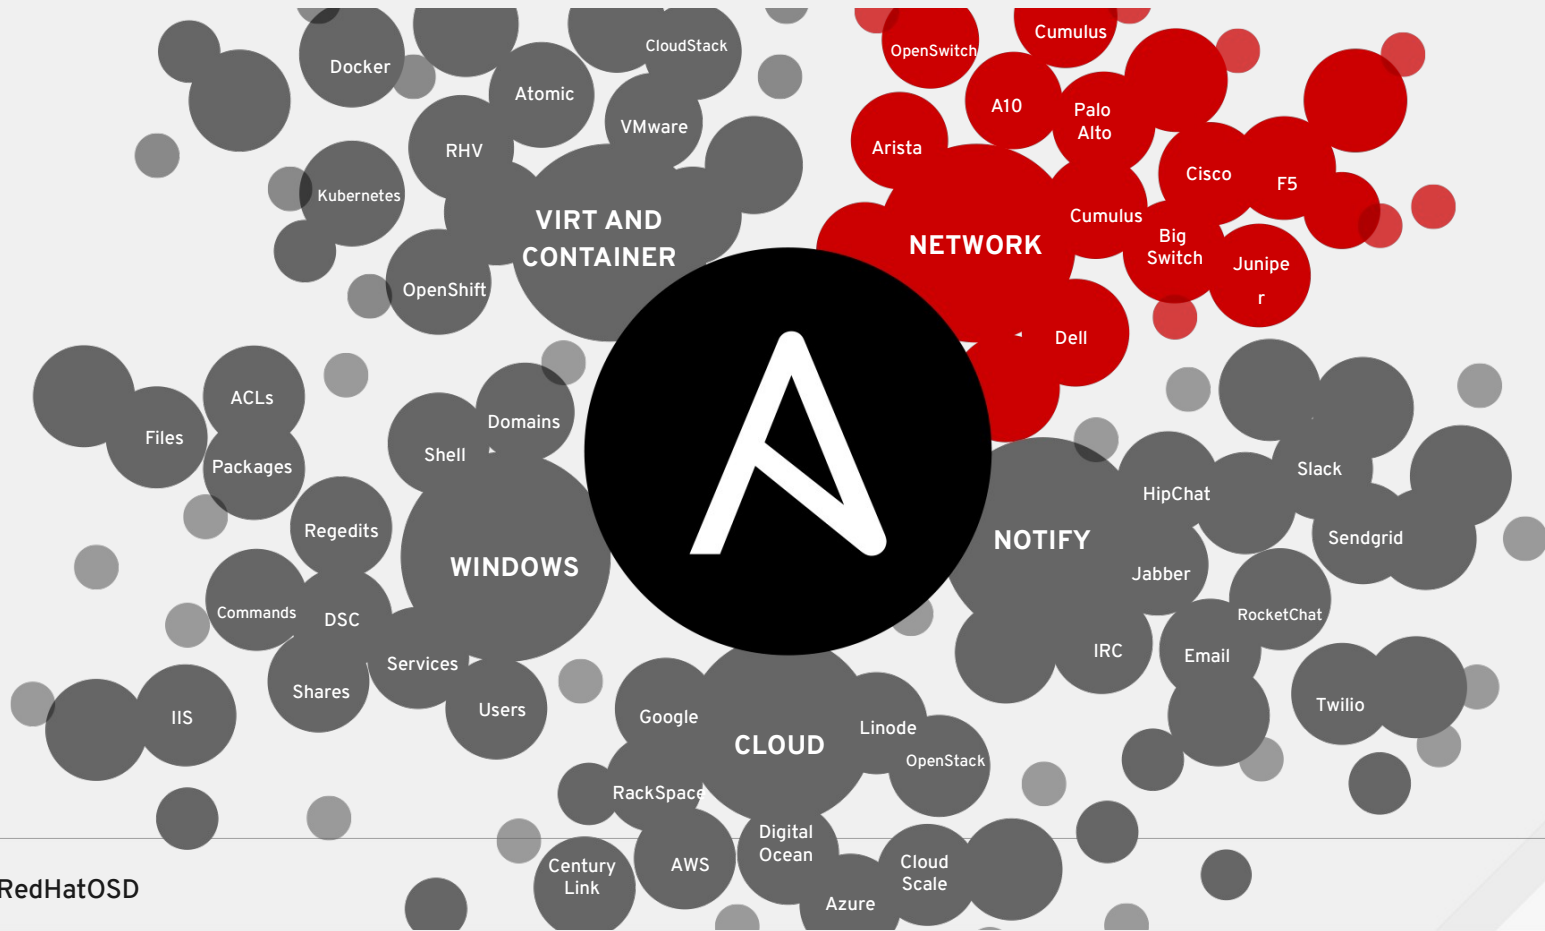 Docker
CloudStack
Atomic
VMware
RHV
Kubernetes
VIRT AND
CONTAINER
OpenShift
OpenSwitch
Cumulus
A10
Palo
Alto
Arista
Cisco
F5
Cumulus
NETWORK
Big
Switch
Junipe
r
Dell
ACLs
Files
Packages
Domains
Shell
Regedits
WINDOWS
Commands
DSC
Services
Shares
Users
IIS
Slack
HipChat
NOTIFY
Sendgrid
Jabber
RocketChat
IRC
Email
Twilio
Google
CLOUD
Linode
OpenStack
RackSpace
Digital
Ocean
Century
Link
AWS
Cloud
Scale
Azure
RedHatOSD